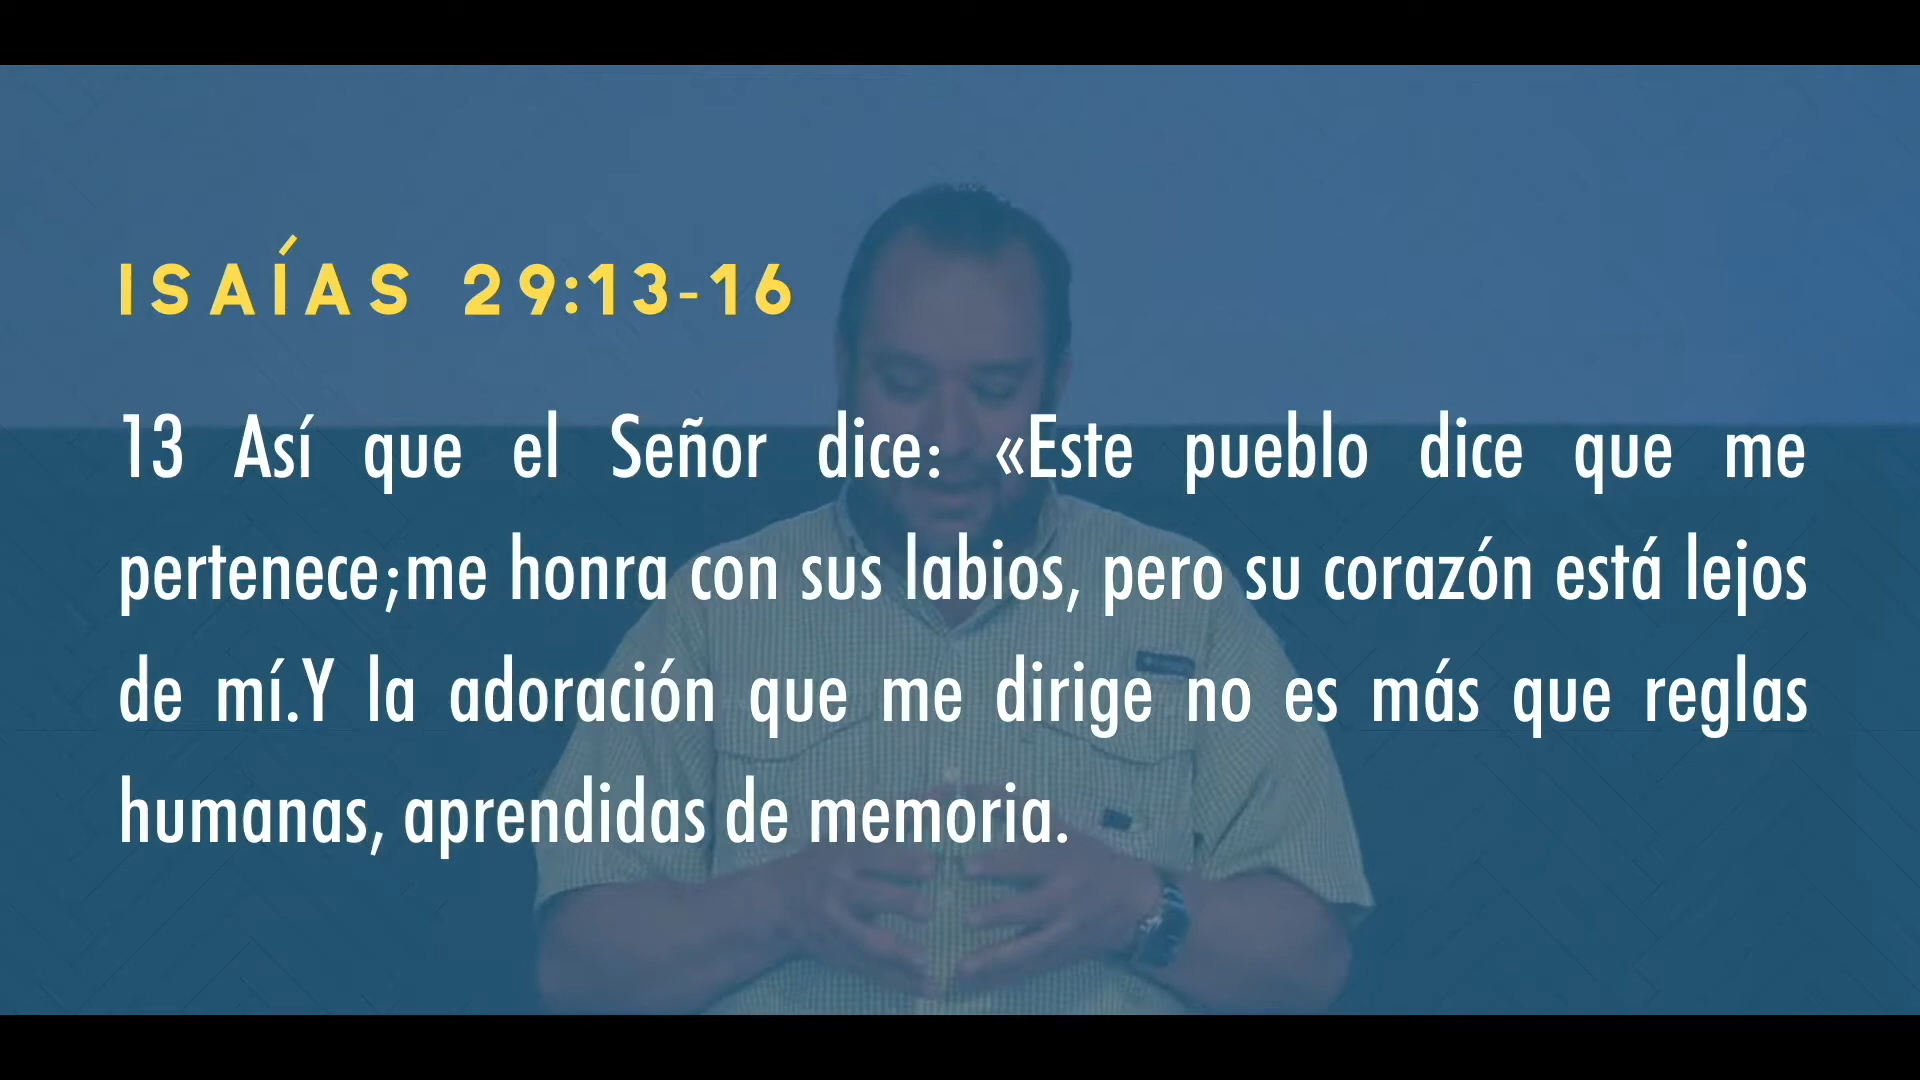 ISAÍAS 29:13-16
13 Así que el Señor dice: «Este pueblo dice que me
pertenece;me honra con sus labios, pero su corazón está lejos
de mí.Y la adoración que me dirige no es más que reglas
humanas, aprendidas de memoria.